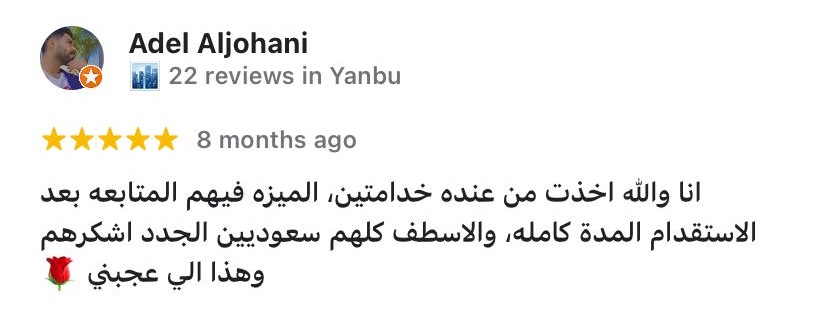 Adel Aljohani
22 reviews in Yanbu
8 months ago
انا والله اخذت من عنده خدامتين، الميزه فيهم المتابعه بعد
الاستقدام المدة كامله، والاسطف كلهم سعوديين الجدد اشكرهم
وهذا الي عجبني 🌹